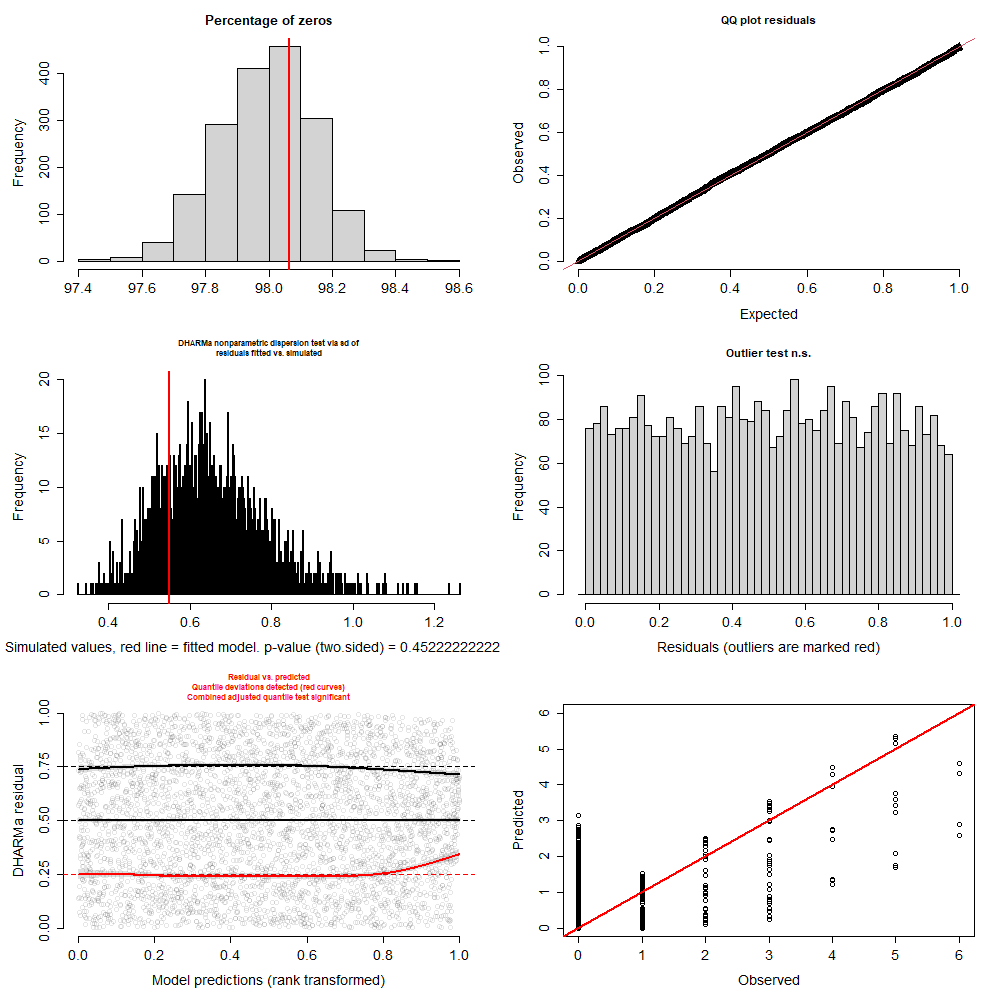 Percentage of zeros
Frequency
0 100 200 300 400
97.4 97.6 97.8 98.0 98.2 98.4 98.6
QQ plot residuals
Observed
0.0 0.2 0.4 0.6 0.8 1.0
0.0 0.2 0.4 0.6 0.8 1.0
Expected
DHARMa nonparametric dispersion test via sd of
residuals fitted vs. simulated
Frequency
0 5 10 15 20
0.4 0.6 0.8 1.0 1.2
Simulated values, red line = fitted model. p-value (two.sided) = 0.45222222222
Outlier test n.s.
Frequency
0 20 40 60 80 100
0.0 0.2 0.4 0.6 0.8 1.0
Residuals (outliers are marked red)
Residual vs. predicted
Quantile deviations detected (red curves)
Combined adjusted quantile test significant
DHARMa residual
0.00 0.25 0.50 0.75 1.00
0.0 0.2 0.4 0.6 0.8 1.0
Model predictions (rank transformed)
Predicted
0 1 2 3 4 5 6
0 1 2 3 4 5 6
Observed